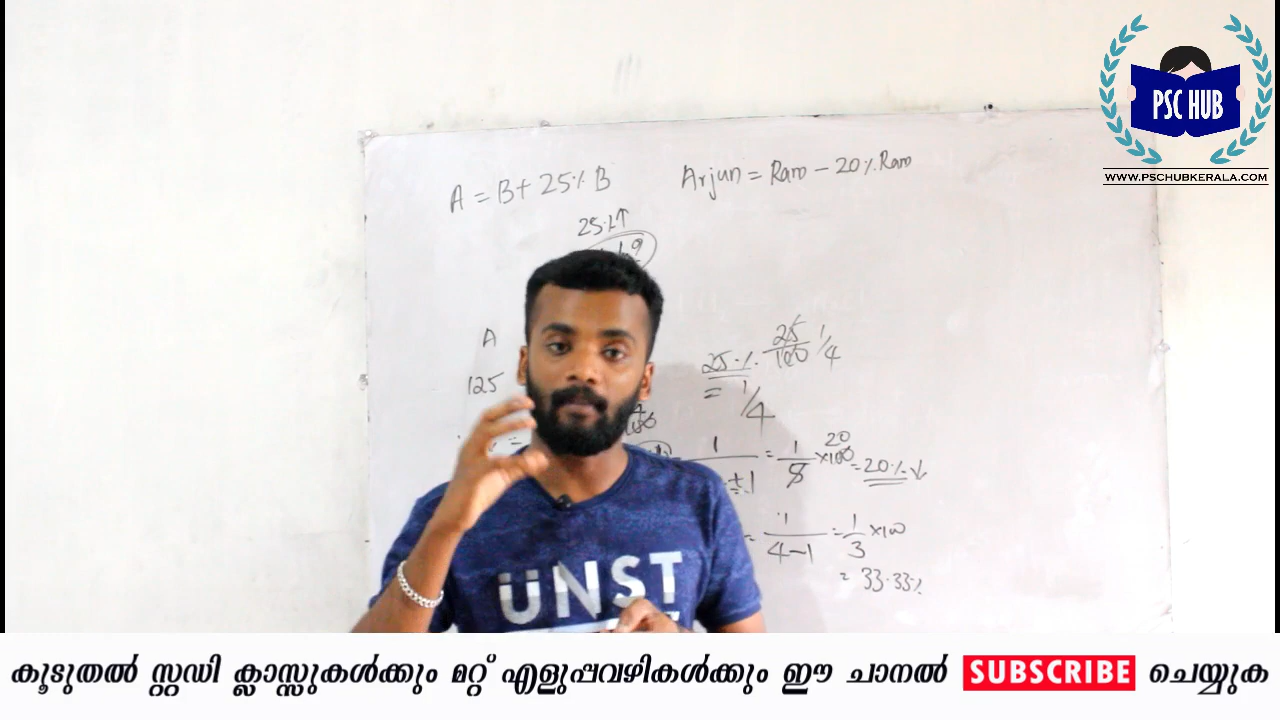 PSC HUB
WWW.PSCHUBKERALA.COM
A = B + 25% B
Arjun = Ram - 20% Ram
25% ↑
A
125
25%. 25/100 1/4
= 1/4
1/ ±1 = 1/5 × 100 20 = 20% ↓
= 1/4-1 = 1/3 × 100
= 33.33%
UNST
കൂടുതൽ സ്റ്റഡി ക്ലാസ്സുകൾക്കും മറ്റ് എളുപ്പവഴികൾക്കും ഈ ചാനൽ SUBSCRIBE ചെയ്യുക